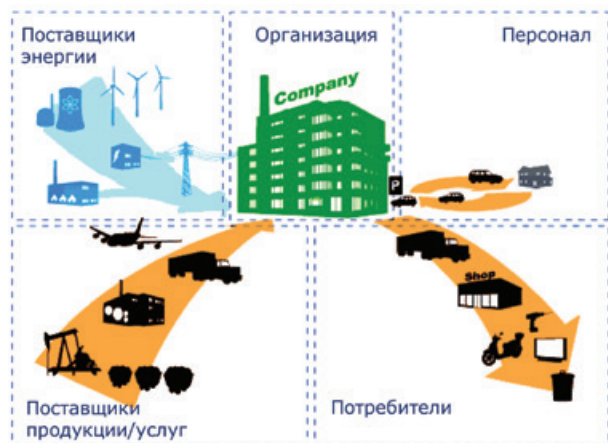 Поставщики
энергии
Организация
Персонал
Company
P
Shop
Поставщики
продукции/услуг
Потребители